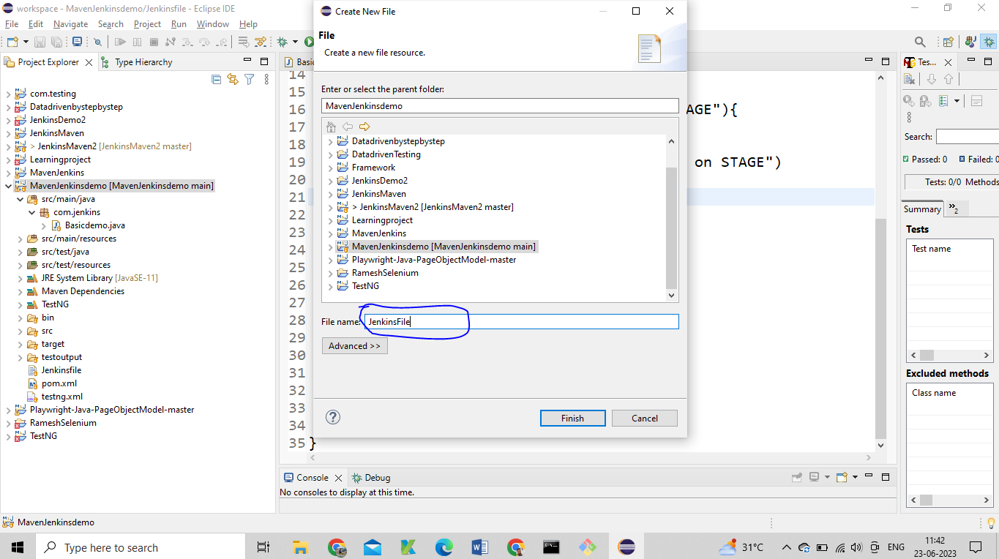 workspace - MavenJenkinsdemo/Jenkinsfile - Eclipse IDE
File Edit Navigate Search Project Run Window Help
Project Explorer
Type Hierarchy
com.testing
Datadrivenbystepbystep
JenkinsDemo2
JenkinsMaven
> JenkinsMaven2 [JenkinsMaven2 master]
Learningproject
MavenJenkins
MavenJenkinsdemo [MavenJenkinsdemo main]
src/main/java
com.jenkins
Basicdemo.java
src/main/resources
src/test/java
src/test/resources
JRE System Library [JavaSE-11]
Maven Dependencies
TestNG
bin
src
target
testoutput
Jenkinsfile
pom.xml
testng.xml
Playwright-Java-PageObjectModel-master
RameshSelenium
TestNG
MavenJenkinsdemo
Basic
14
15
16 AGE"){
17
18
19 on STAGE")
20
21
22
23
24
25
26
27
28
29
30
31
32
33
34
35 }
Create New File
File
Create a new file resource.
Enter or select the parent folder:
MavenJenkinsdemo
Datadrivenbystepbystep
DatadrivenTesting
Framework
JenkinsDemo2
JenkinsMaven
> JenkinsMaven2 [JenkinsMaven2 master]
Learningproject
MavenJenkins
MavenJenkinsdemo [MavenJenkinsdemo main]
Playwright-Java-PageObjectModel-master
RameshSelenium
TestNG
File name: JenkinsFile
Advanced >>
Finish
Cancel
Console
Debug
No consoles to display at this time.
Tes...
Search:
Passed: 0 Failed: 0
Tests: 0/0 Methods
Summary
2
Tests
Test name
Excluded methods
Class name
Type here to search
31°C
ENG
11:42
23-06-2023